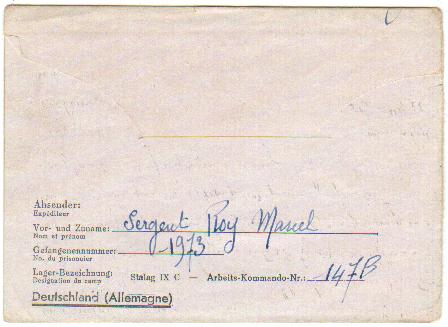 Absender:
Expéditeur
Vor- und Zuname: Sergent Roy Marcel
Nom et prénom
Gefangenennummer: 1973
No. du prisonnier
Lager-Bezeichnung: Stalag IX C — Arbeits-Kommando-Nr.: 147B
Désignation du camp
Deutschland (Allemagne)